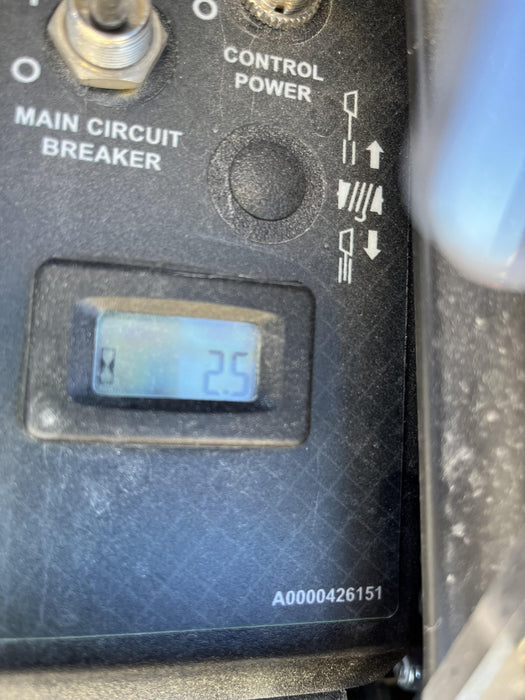 O
O
CONTROL
POWER
MAIN CIRCUIT
BREAKER
2.5
A0000426151